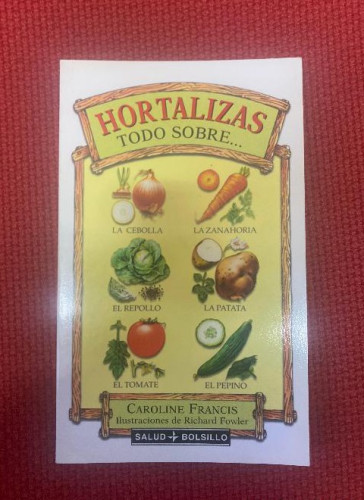 HORTALIZAS
TODO SOBRE...
LA CEBOLLA
LA ZANAHORIA
EL REPOLLO
LA PATATA
EL TOMATE
EL PEPINO
CAROLINE FRANCIS
Ilustraciones de Richard Fowler
SALUD BOLSILLO